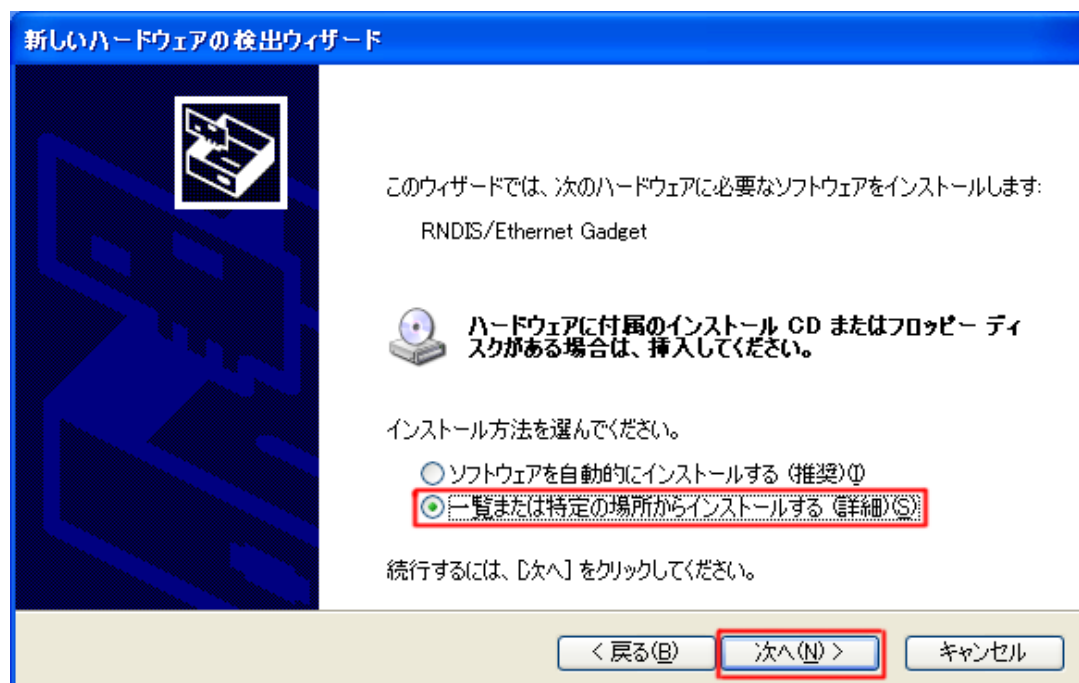 新しいハードウェアの検出ウィザード
このウィザードでは、次のハードウェアに必要なソフトウェアをインストールします:
RNDIS/Ethernet Gadget
ハードウェアに付属のインストール CD またはフロッピー ディ
スクがある場合は、挿入してください。
インストール方法を選んでください。
ソフトウェアを自動的にインストールする (推奨)(I)
一覧または特定の場所からインストールする (詳細)(S)
続行するには、[次へ] をクリックしてください。
< 戻る(B)
次へ(N) >
キャンセル